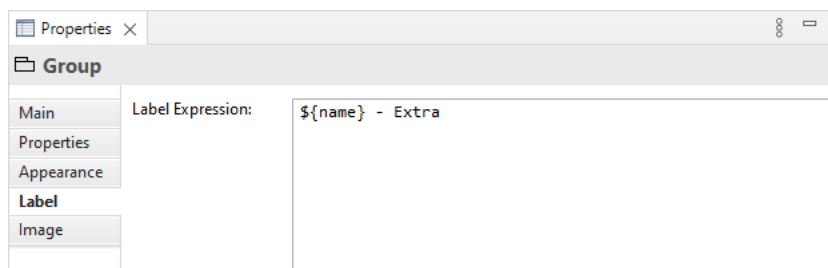 Properties
Group
Main
Label Expression:
${name} - Extra
Properties
Appearance
Label
Image